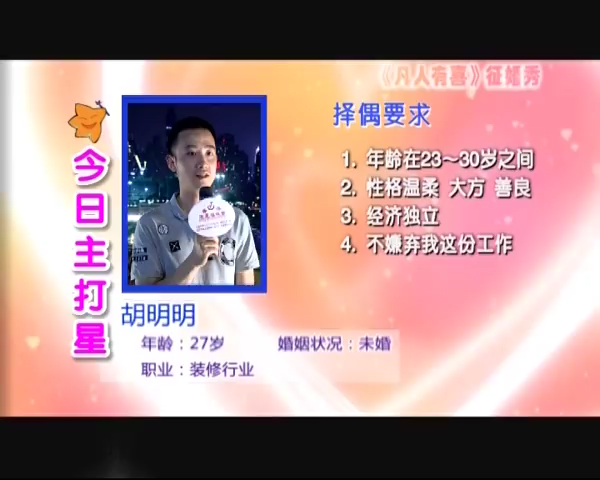 《凡人有喜》征婚秀
今日主打星
择偶要求
1. 年龄在23～30岁之间
2. 性格温柔 大方 善良
3. 经济独立
4. 不嫌弃我这份工作
胡明明
年龄：27岁 婚姻状况：未婚
职业：装修行业